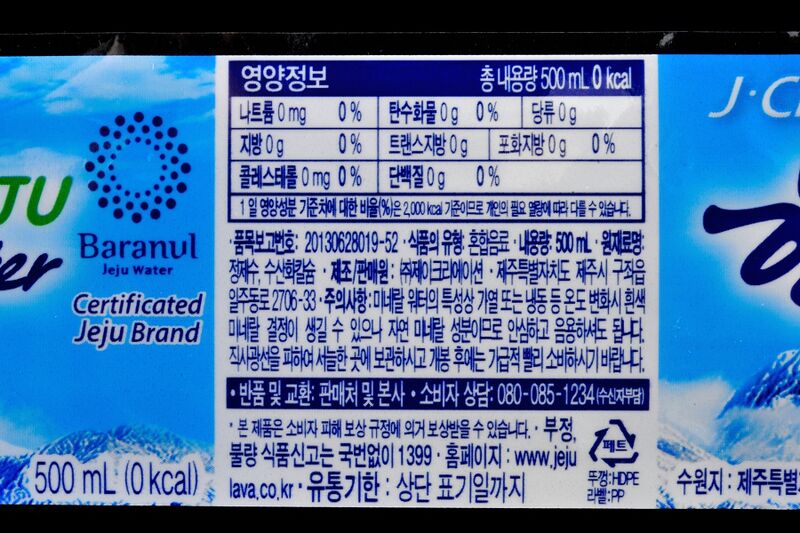 JU
er
Baranul
Jeju Water
Certificated
Jeju Brand
500 mL (0 kcal)
영양정보 총 내용량 500 mL 0 kcal
나트륨 0 mg 0 % 탄수화물 0 g 0 % 당류 0 g
지방 0 g 0 % 트랜스지방 0 g 포화지방 0 g 0 %
콜레스테롤 0 mg 0 % 단백질 0 g 0 %
1 일 영양성분 기준치에 대한 비율(%)은 2,000 kcal 기준이므로 개인의 필요 열량에 따라 다를 수 있습니다.
품목보고번호: 20130628019-52 · 식품의 유형: 혼합음료 · 내용량: 500 mL · 원재료명:
정제수, 수산화칼슘 · 제조/판매원 : ㈜제이크리에이션 · 제주특별자치도 제주시 구좌읍
일주동로 2706-33 · 주의사항: 미네랄 워터의 특성상 가열 또는 냉동 등 온도 변화시 흰색
미네랄 결정이 생길 수 있으나 자연 미네랄 성분이므로 안심하고 음용하셔도 됩니다.
직사광선을 피하여 서늘한 곳에 보관하시고 개봉 후에는 가급적 빨리 소비하시기 바랍니다.
· 반품 및 교환: 판매처 및 본사 · 소비자 상담: 080-085-1234 (수신자부담)
· 본 제품은 소비자 피해 보상 규정에 의거 보상받을 수 있습니다. · 부정,
불량 식품신고는 국번없이 1399 · 홈페이지 : www.jeju
lava.co.kr · 유통기한 : 상단 표기일까지
페트
뚜껑:HDPE
라벨:PP
J·C
수원지 : 제주특별